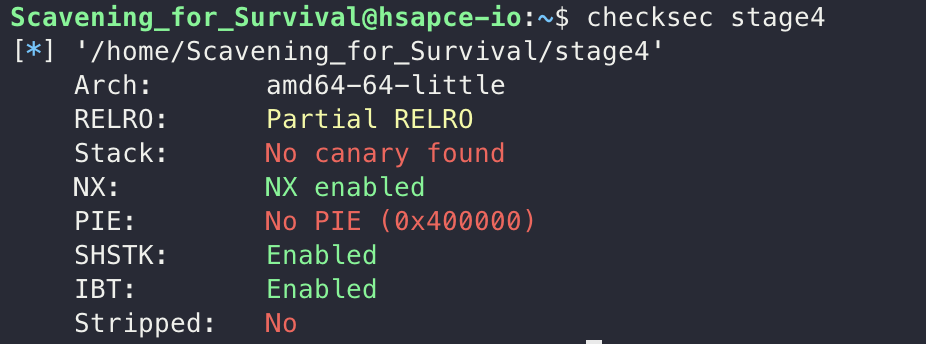 Scavening_for_Survival@hsapce-io:~$ checksec stage4
[*] '/home/Scavening_for_Survival/stage4'
    Arch:       amd64-64-little
    RELRO:      Partial RELRO
    Stack:      No canary found
    NX:         NX enabled
    PIE:        No PIE (0x400000)
    SHSTK:      Enabled
    IBT:        Enabled
    Stripped:   No